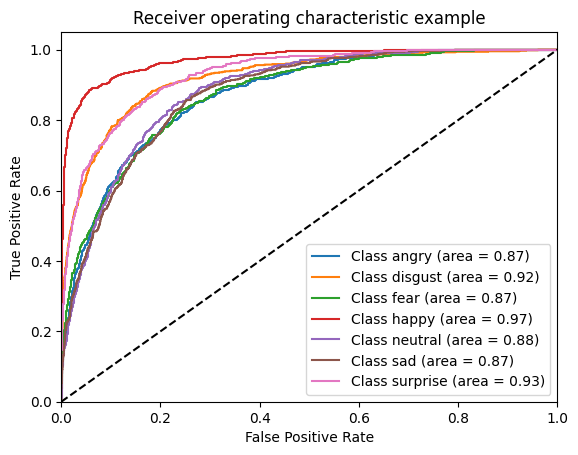 Receiver operating characteristic example
True Positive Rate
1.0
0.8
0.6
0.4
0.2
0.0
Class angry (area = 0.87)
Class disgust (area = 0.92)
Class fear (area = 0.87)
Class happy (area = 0.97)
Class neutral (area = 0.88)
Class sad (area = 0.87)
Class surprise (area = 0.93)
0.0 0.2 0.4 0.6 0.8 1.0
False Positive Rate